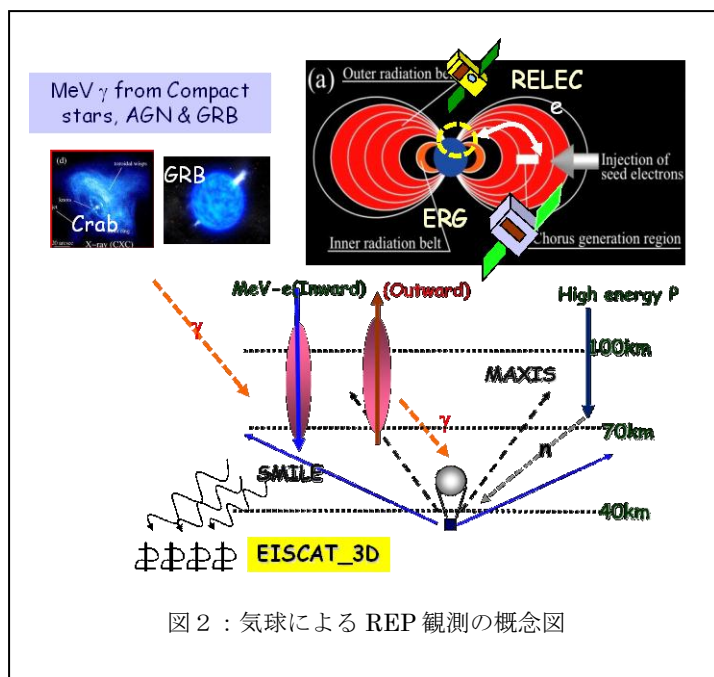 MeV γ from Compact
stars, AGN & GRB
(d)
Crab
X-ray (CXC)
GRB
(a)
Outer radiation be
RELEC
e
Injection of
seed electrons
ERG
Inner radiation belt
Chorus generation region
MeV-e(Inward)
(Outward)
High energy P
γ
100km
MAXIS
γ
70km
n
SMILE
40km
EISCAT_3D
図２：気球による REP 観測の概念図